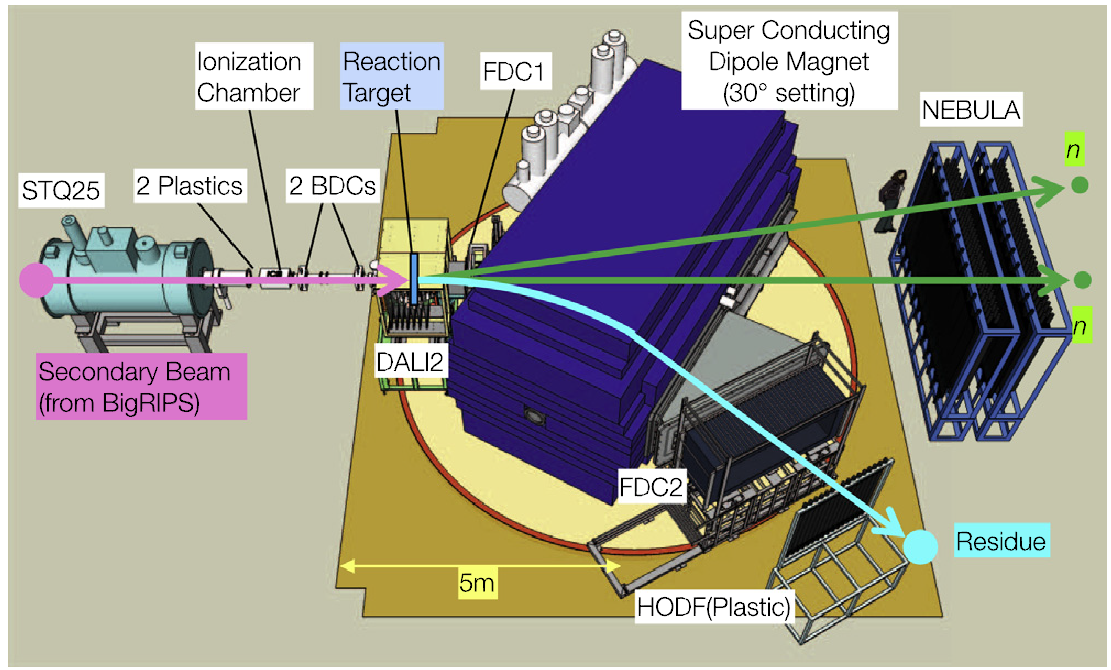 Super Conducting
Dipole Magnet
(30° setting)
Ionization
Chamber
Reaction
Target
FDC1
NEBULA
n
STQ25
2 Plastics
2 BDCs
n
DALI2
Secondary Beam
(from BigRIPS)
FDC2
Residue
5m
HODF(Plastic)